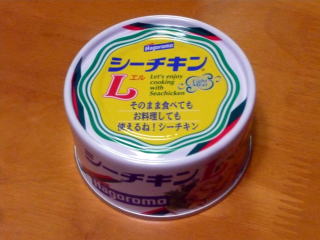 Hagoromo
シーチキン
L エル
Let's enjoy
cooking
with
Seachicken
そのまま食べても
お料理しても
使えるね!シーチキン
シーチキン
Hagoromo